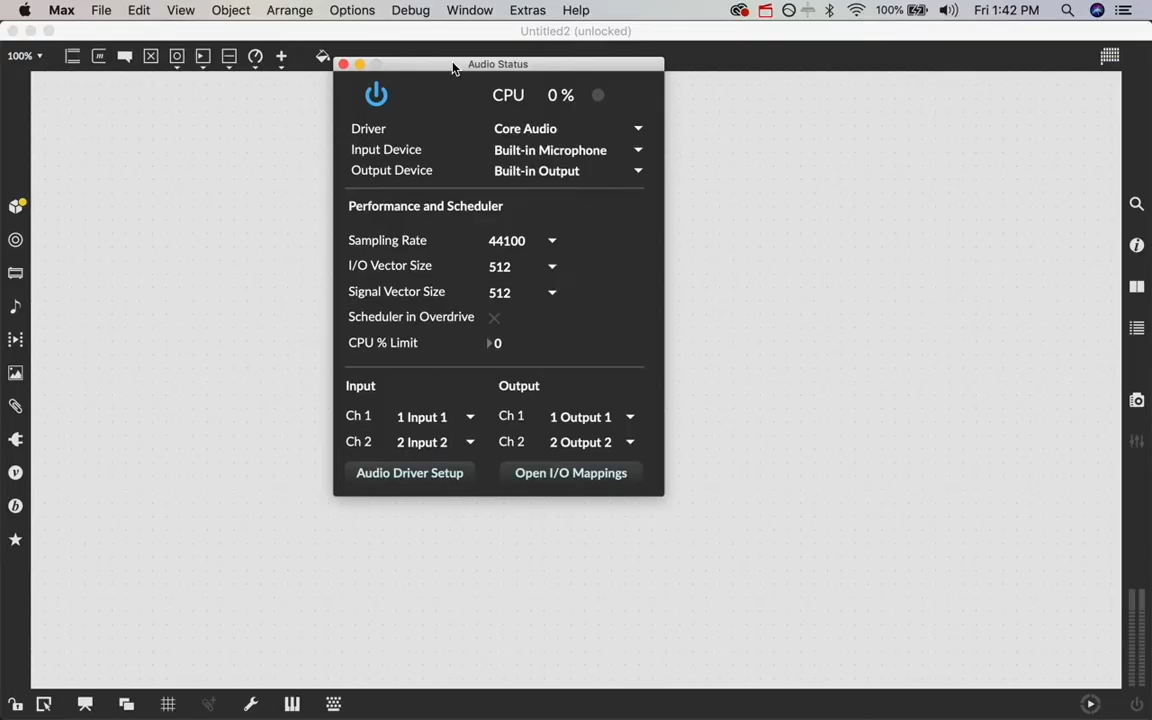 Max File Edit View Object Arrange Options Debug Window Extras Help 100% Fri 1:42 PM
Untitled2 (unlocked)
100%
Audio Status
CPU 0 %
Driver Core Audio
Input Device Built-in Microphone
Output Device Built-in Output
Performance and Scheduler
Sampling Rate 44100
I/O Vector Size 512
Signal Vector Size 512
Scheduler in Overdrive
CPU % Limit 0
Input Output
Ch 1 1 Input 1 Ch 1 1 Output 1
Ch 2 2 Input 2 Ch 2 2 Output 2
Audio Driver Setup Open I/O Mappings